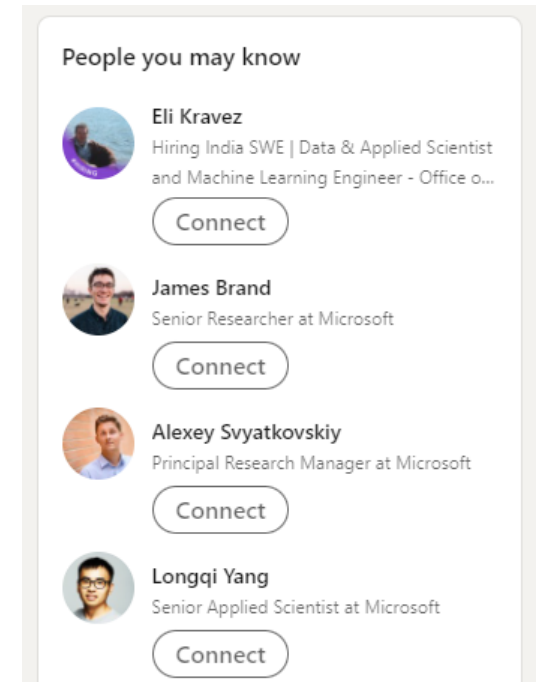 People you may know
Eli Kravez
Hiring India SWE | Data & Applied Scientist
and Machine Learning Engineer - Office o...
#HIRING
Connect
James Brand
Senior Researcher at Microsoft
Connect
Alexey Svyatkovskiy
Principal Research Manager at Microsoft
Connect
Longqi Yang
Senior Applied Scientist at Microsoft
Connect